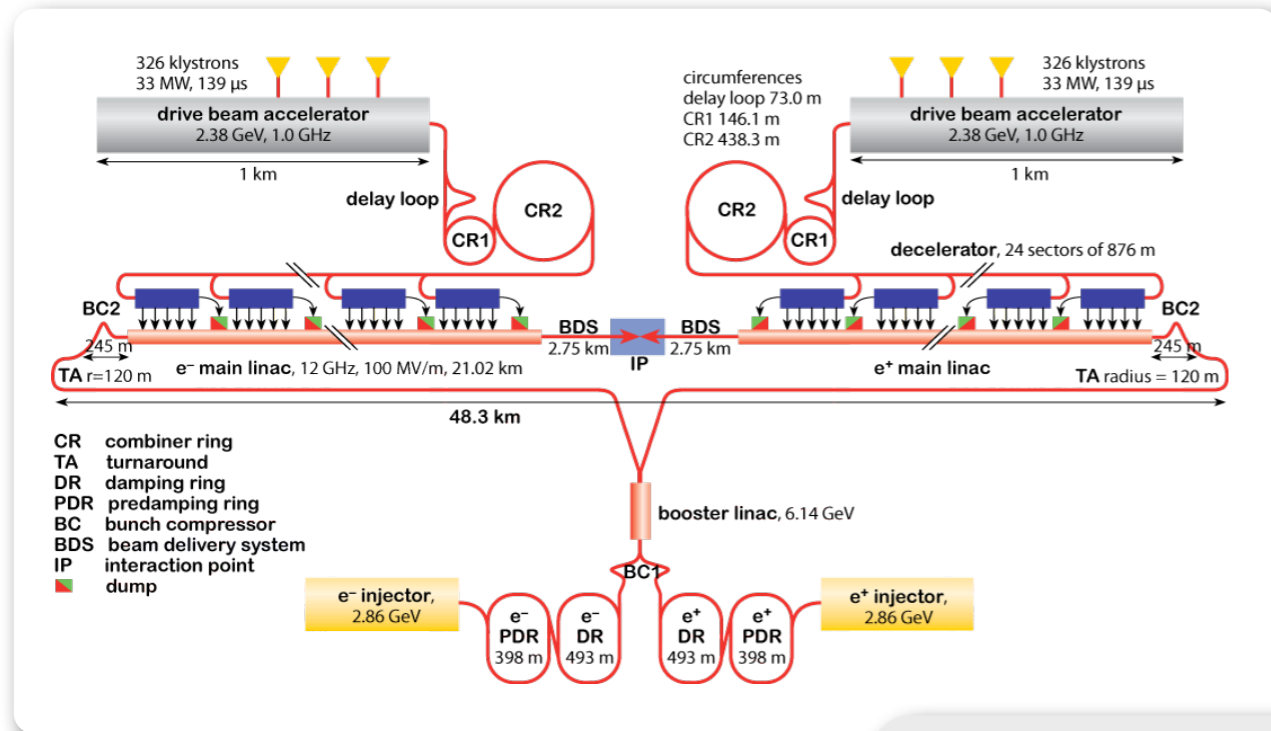 326 klystrons
33 MW, 139 μs
drive beam accelerator
2.38 GeV, 1.0 GHz
1 km
delay loop
CR1
CR2
circumferences
delay loop 73.0 m
CR1 146.1 m
CR2 438.3 m
326 klystrons
33 MW, 139 μs
drive beam accelerator
2.38 GeV, 1.0 GHz
1 km
delay loop
CR2
CR1
decelerator, 24 sectors of 876 m
BC2
245 m
TA r=120 m
e⁻ main linac, 12 GHz, 100 MV/m, 21.02 km
BDS
2.75 km
IP
BDS
2.75 km
e⁺ main linac
BC2
245 m
TA radius = 120 m
48.3 km
CR combiner ring
TA turnaround
DR damping ring
PDR predamping ring
BC bunch compressor
BDS beam delivery system
IP interaction point
dump
booster linac, 6.14 GeV
BC1
e⁻ injector,
2.86 GeV
e⁻
PDR
398 m
e⁻
DR
493 m
e⁺
DR
493 m
e⁺
PDR
398 m
e⁺ injector,
2.86 GeV